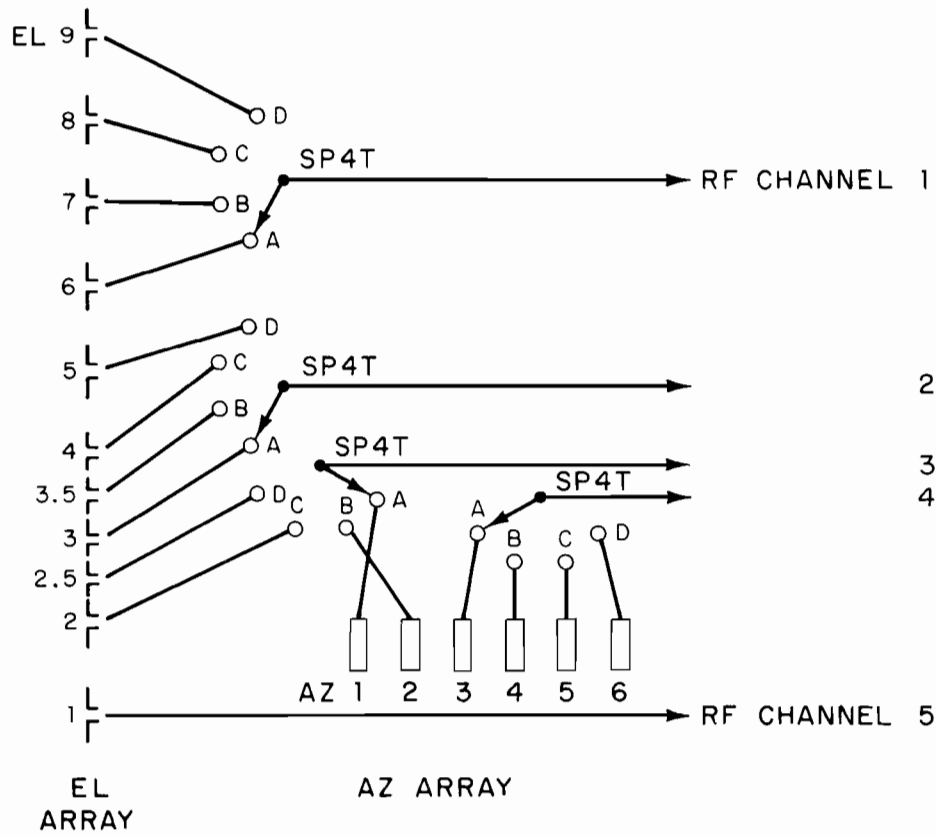 EL 9
D
8
C
SP4T
RF CHANNEL 1
7
B
A
6
D
5
C
SP4T
2
B
4
A
SP4T
3
3.5
D
C
B
A
SP4T
4
A
B
C
D
3
2.5
2
AZ 1 2 3 4 5 6
1
RF CHANNEL 5
EL
ARRAY
AZ ARRAY